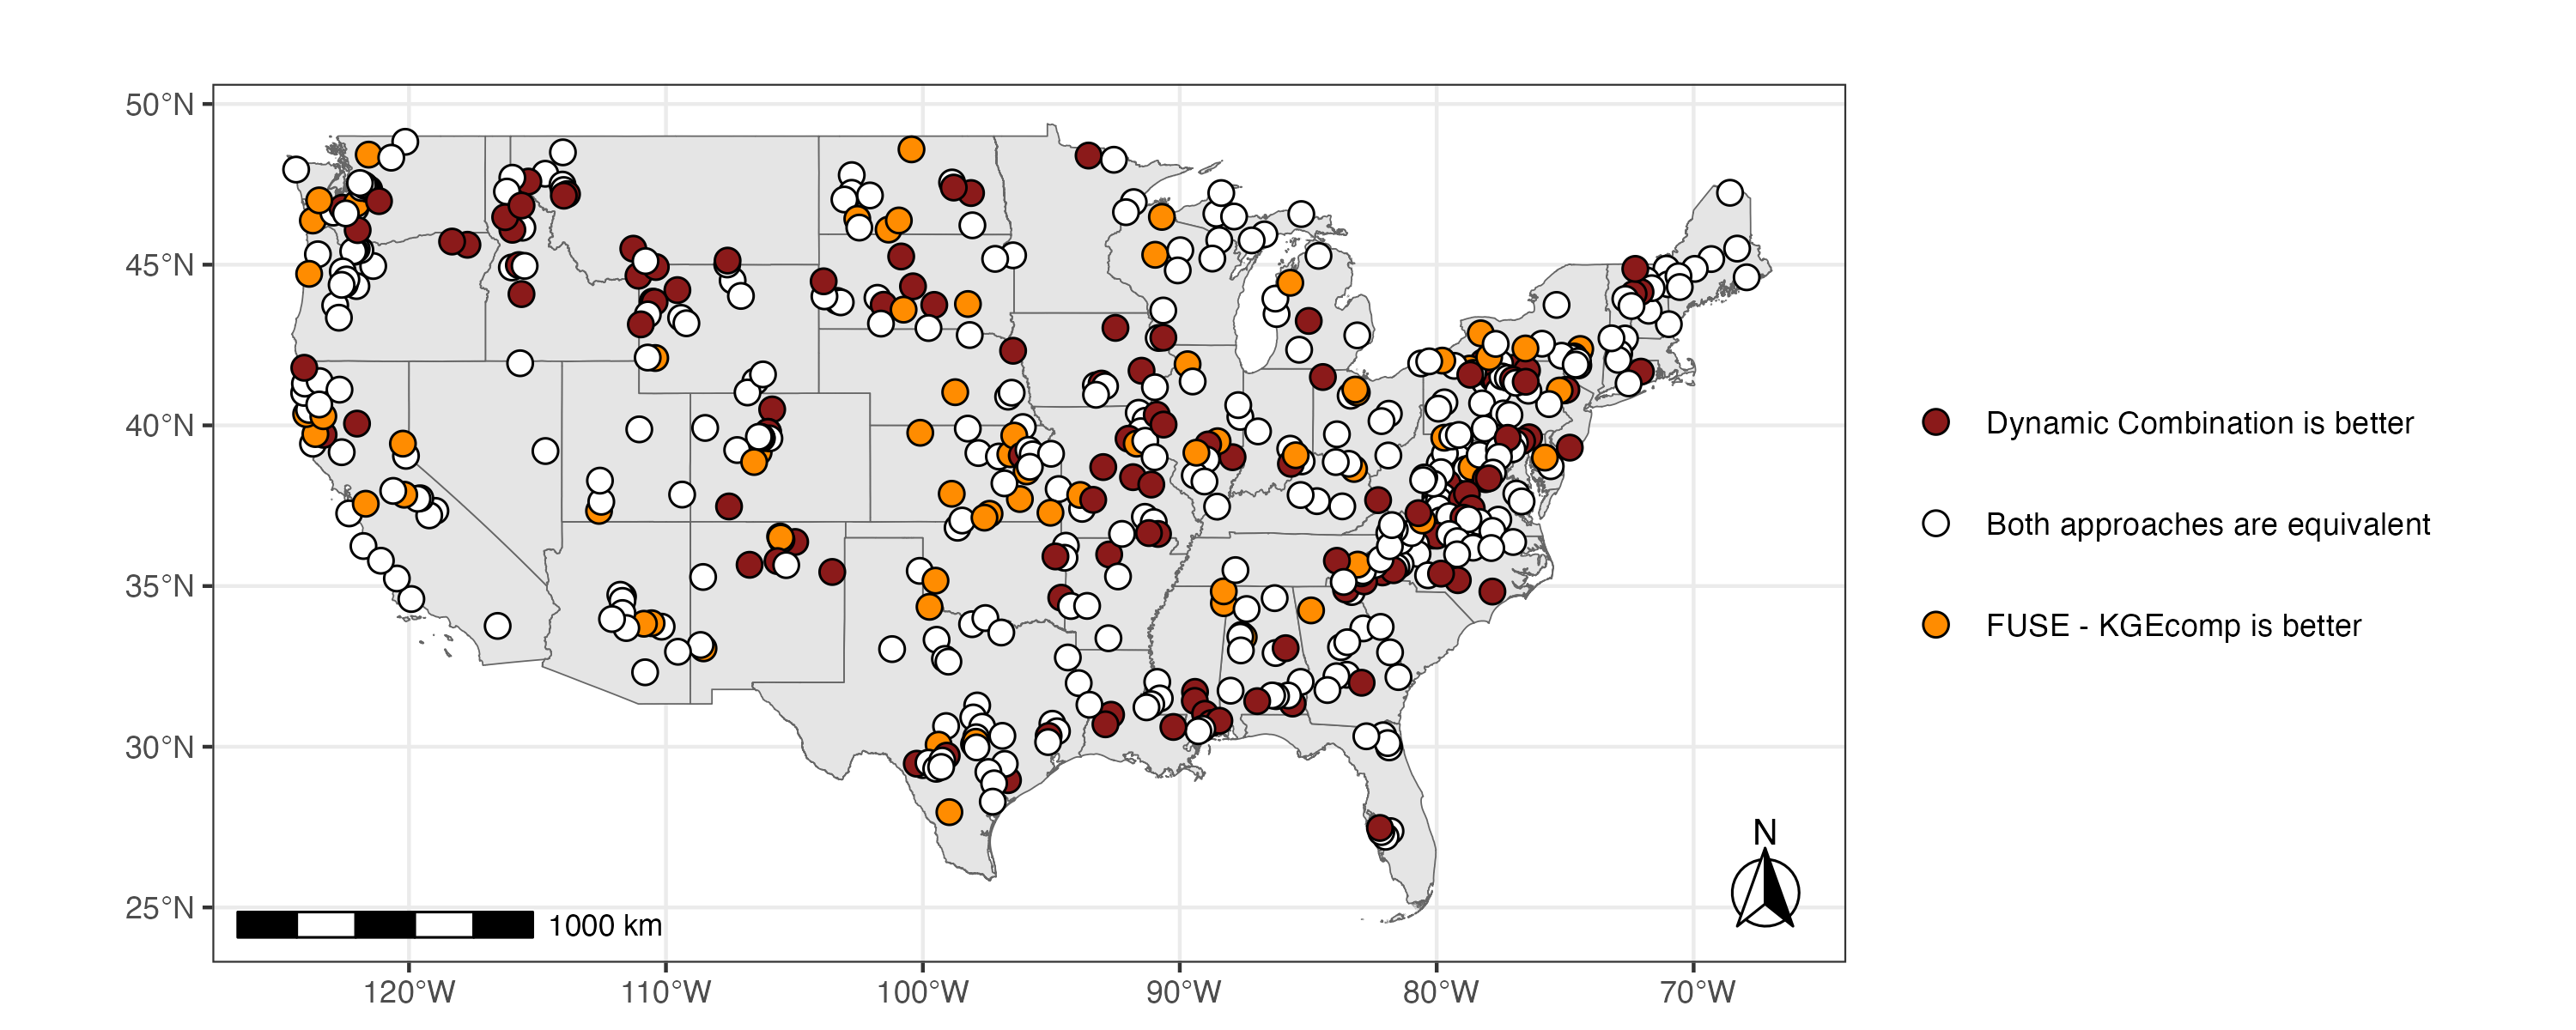 50°N
45°N
40°N
35°N
30°N
25°N
120°W
110°W
100°W
90°W
80°W
70°W
1000 km
N
Dynamic Combination is better
Both approaches are equivalent
FUSE - KGEcomp is better